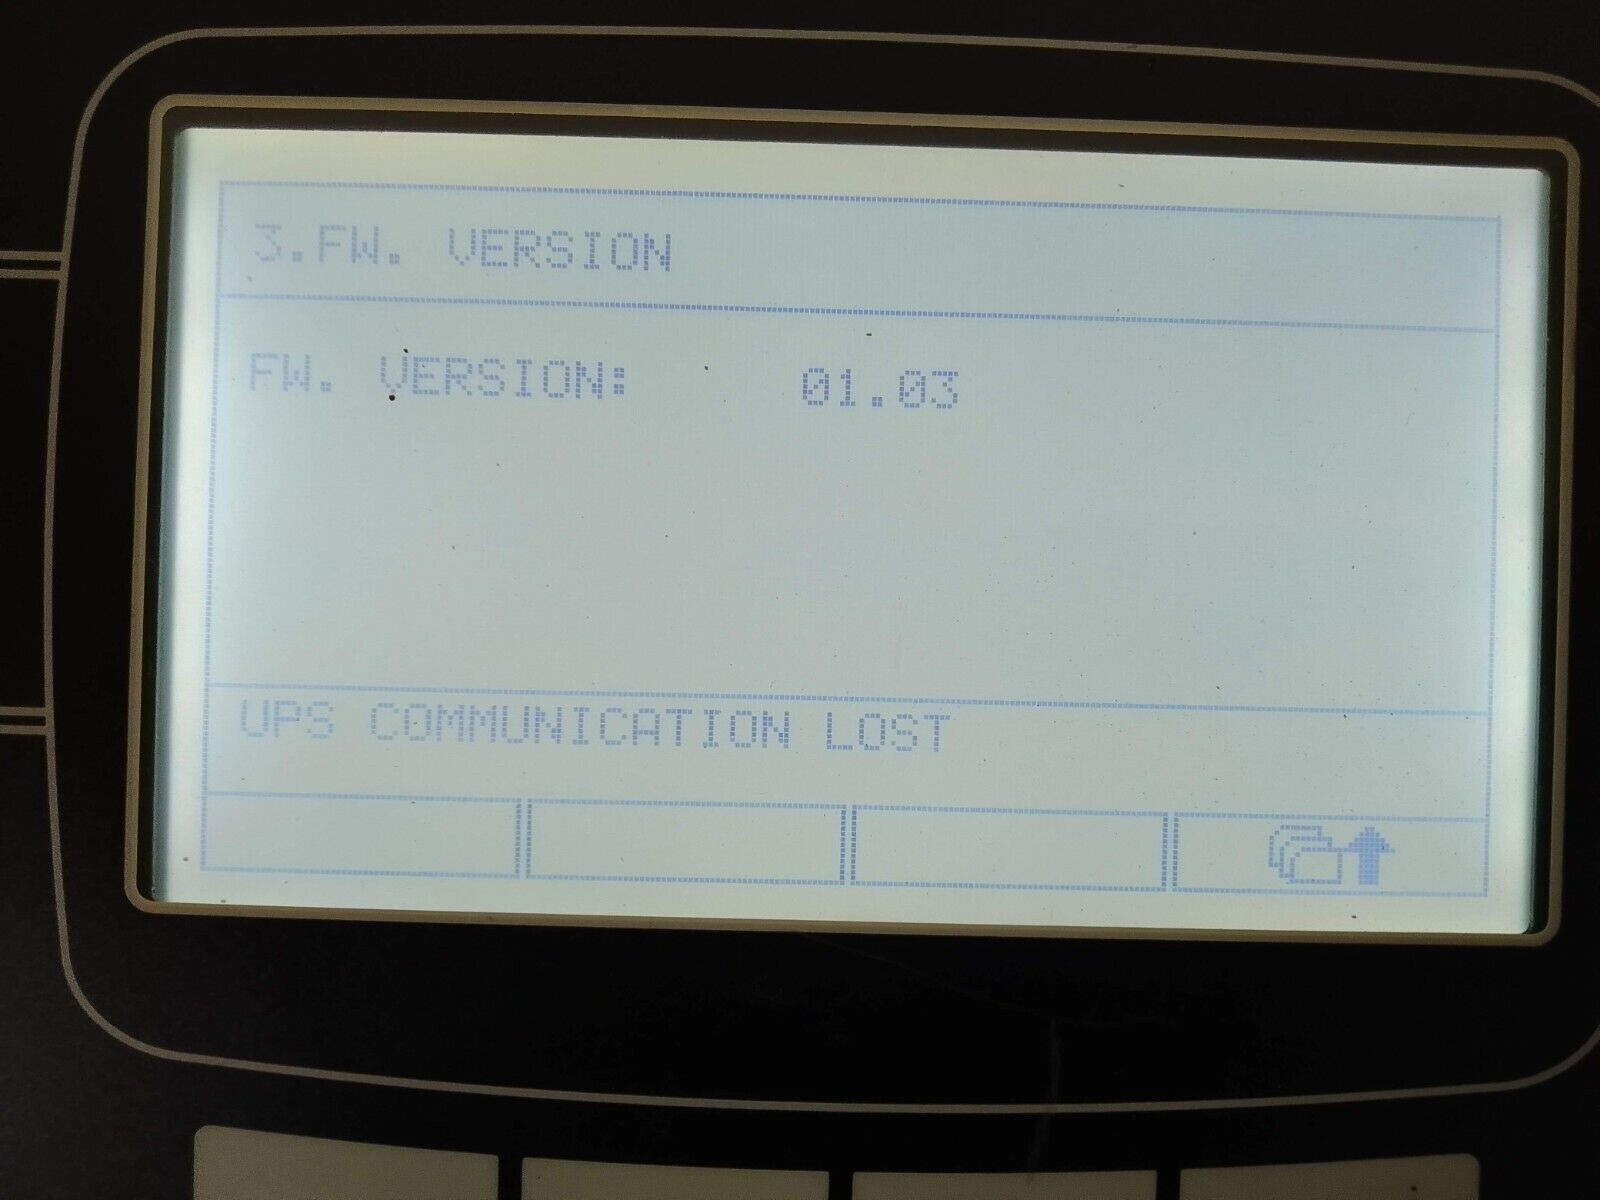 3.FW. VERSION
FW. VERSION: 01.03
UPS COMMUNICATION LOST